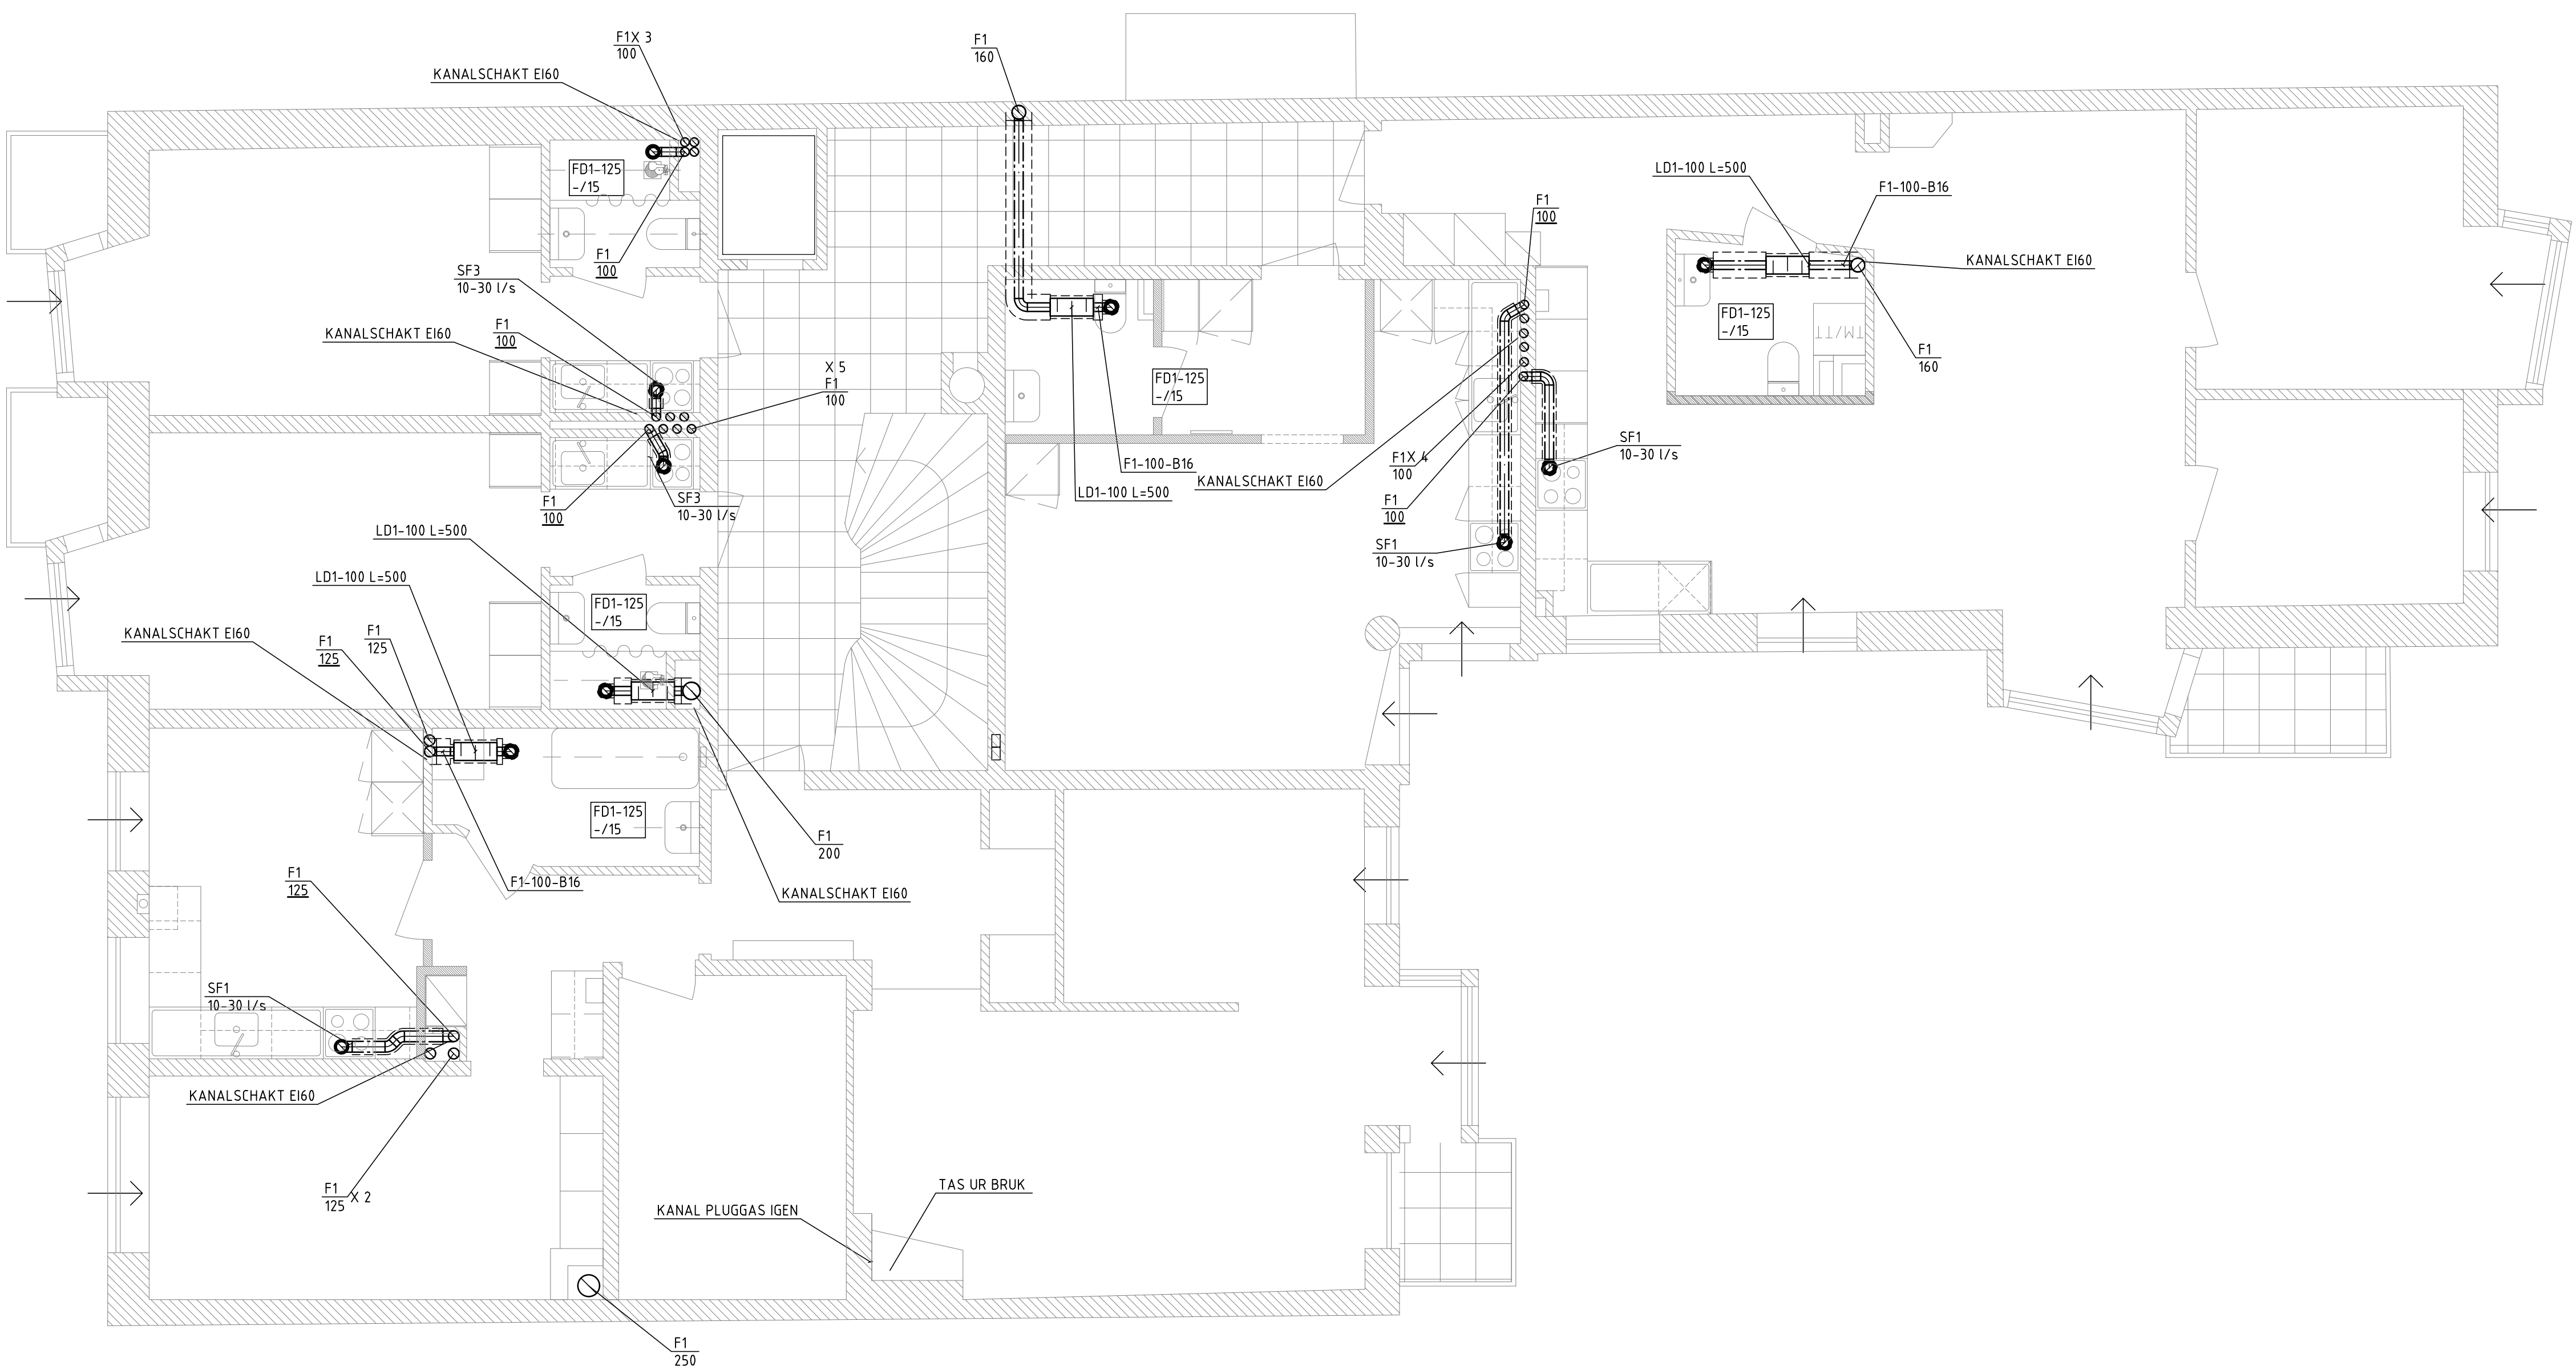 F1X 3
100
KANALSCHAKT EI60
F1
160
FD1-125
-/15
F1
100
SF3
10-30 l/s
F1
100
KANALSCHAKT EI60
X 5
F1
100
F1
100
SF3
10-30 l/s
LD1-100 L=500
F1-100-B16
F1
100
KANALSCHAKT EI60
FD1-125
-/15
TM/TT
F1
160
FD1-125
-/15
SF1
10-30 l/s
F1-100-B16
F1X 4
100
KANALSCHAKT EI60
LD1-100 L=500
F1
100
SF1
10-30 l/s
LD1-100 L=500
LD1-100 L=500
FD1-125
-/15
KANALSCHAKT EI60
F1
125
F1
125
FD1-125
-/15
F1
200
F1-100-B16
KANALSCHAKT EI60
F1
125
SF1
10-30 l/s
KANALSCHAKT EI60
F1
125 X 2
TAS UR BRUK
KANAL PLUGGAS IGEN
F1
250